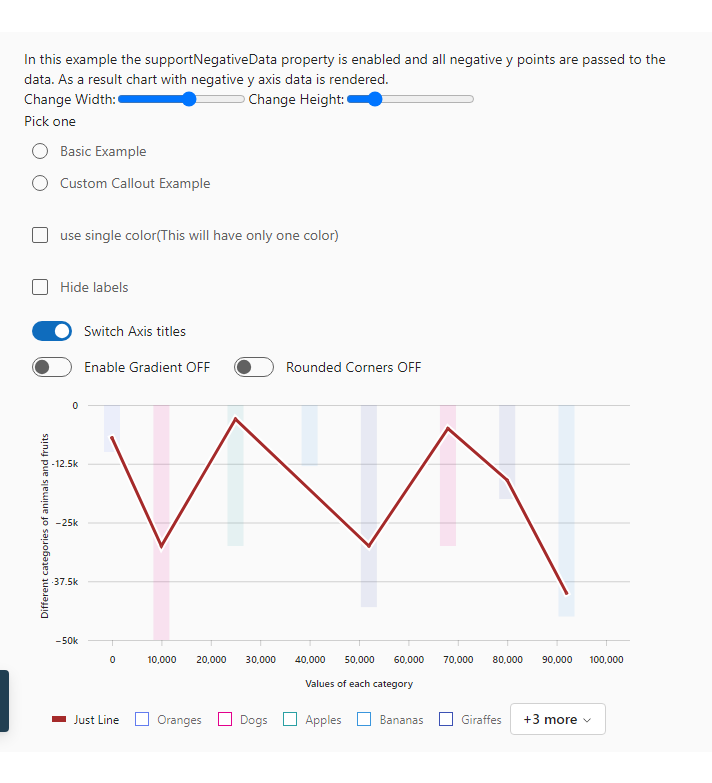 In this example the supportNegativeData property is enabled and all negative y points are passed to the
data. As a result chart with negative y axis data is rendered.
Change Width: Change Height:
Pick one
Basic Example
Custom Callout Example
use single color(This will have only one color)
Hide labels
Switch Axis titles
Enable Gradient OFF Rounded Corners OFF
Different categories of animals and fruits
0
-12.5k
−25k
-37.5k
−50k
0 10,000 20,000 30,000 40,000 50,000 60,000 70,000 80,000 90,000 100,000
Values of each category
Just Line Oranges Dogs Apples Bananas Giraffes +3 more